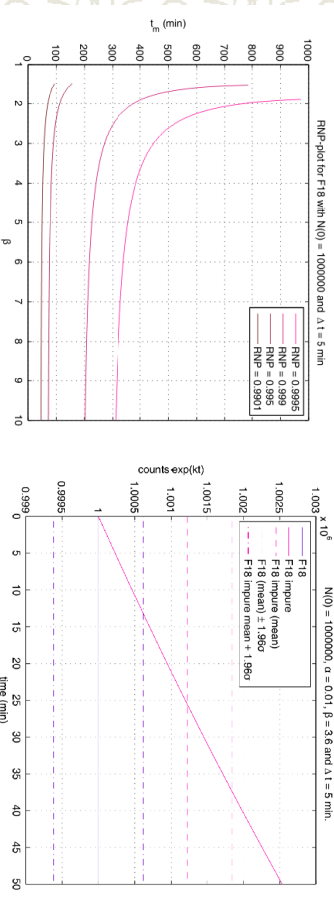 RNP-plot for F18 with N(0) = 1000000 and Δ t = 5 min
1000
900
800
700
600
500
400
300
200
100
0
t_m (min)
1
2
3
4
5
6
7
8
9
10
β
RNP = 0.9995
RNP = 0.999
RNP = 0.995
RNP = 0.9901
N(0) = 1000000, α = 0.01, β = 3.6 and Δ t = 5 min.
x 10^6
1.003
1.0025
1.002
1.0015
1.001
1.0005
1
0.9995
0.999
counts·exp(kt)
0
5
10
15
20
25
30
35
40
45
50
time (min)
F18
F18 impure
F18 impure (mean)
F18 (mean) ± 1.96σ
F18 impure mean + 1.96σ